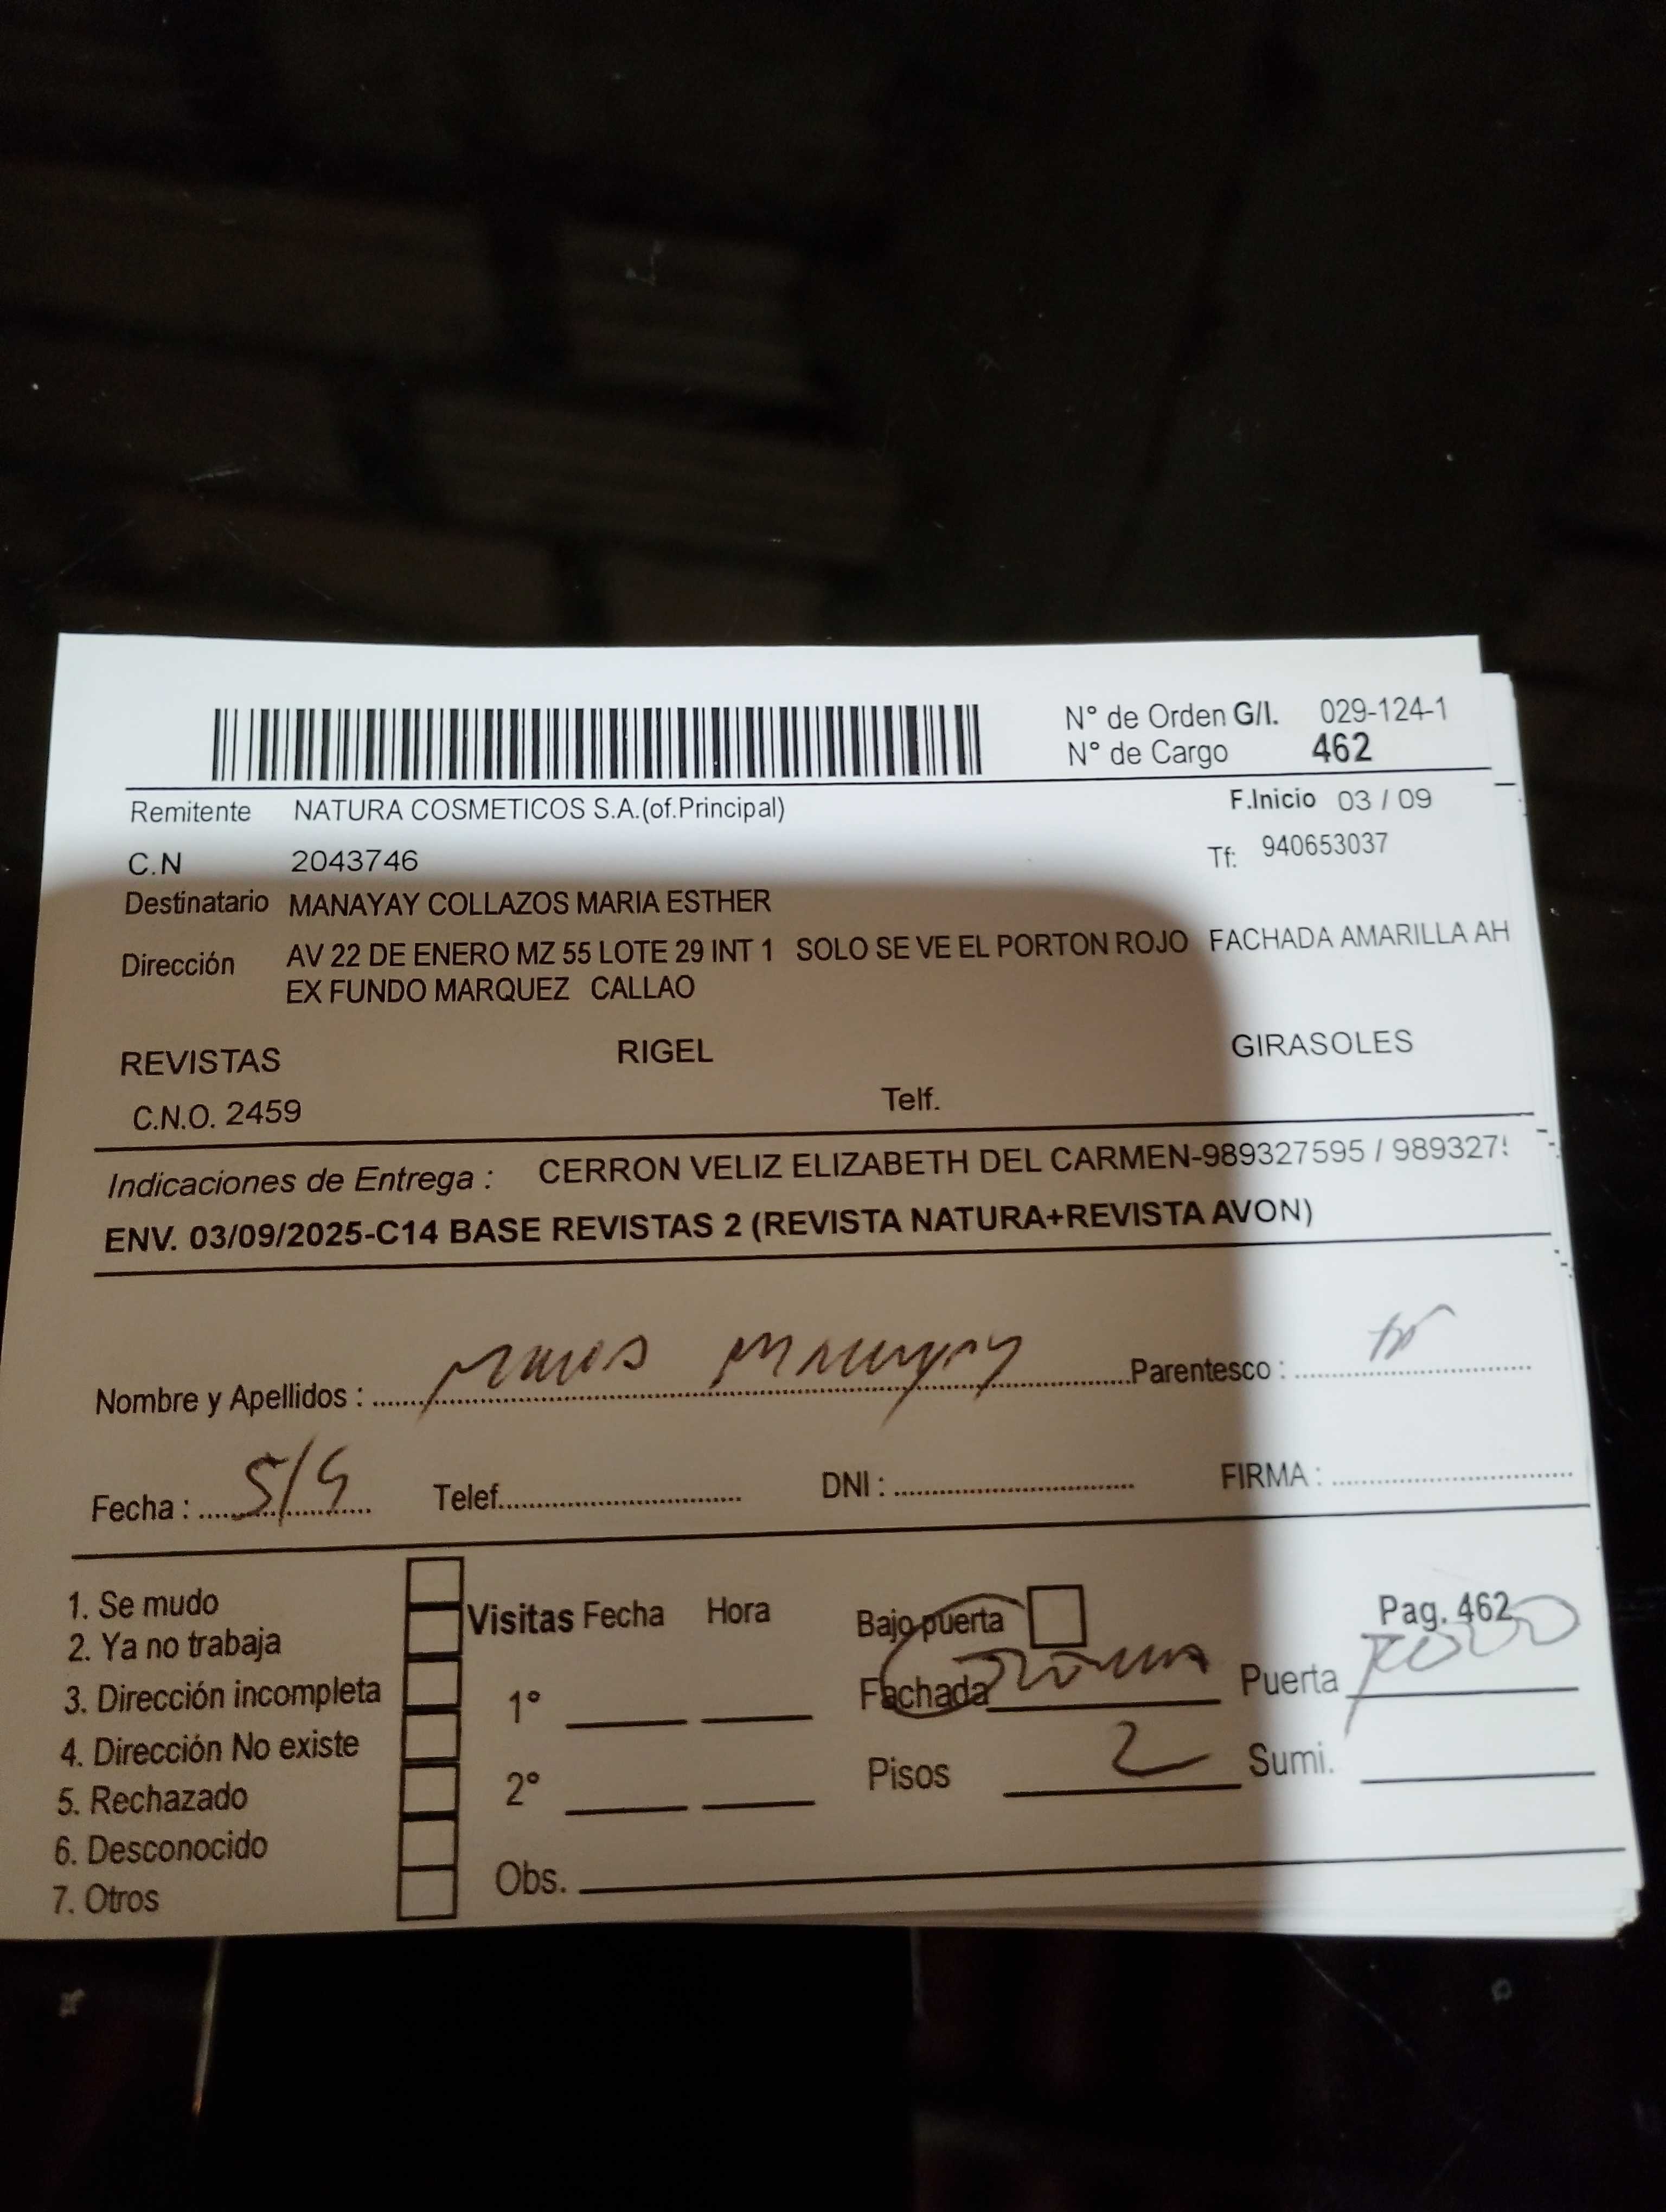 N° de Orden G/I. 029-124-1
N° de Cargo 462
Remitente NATURA COSMETICOS S.A.(of.Principal) F.Inicio 03 / 09
C.N 2043746 Tf: 940653037
Destinatario MANAYAY COLLAZOS MARIA ESTHER
Dirección AV 22 DE ENERO MZ 55 LOTE 29 INT 1 SOLO SE VE EL PORTON ROJO FACHADA AMARILLA AH
EX FUNDO MARQUEZ CALLAO
REVISTAS RIGEL GIRASOLES
C.N.O. 2459 Telf.
Indicaciones de Entrega : CERRON VELIZ ELIZABETH DEL CARMEN-989327595 / 989327
ENV. 03/09/2025-C14 BASE REVISTAS 2 (REVISTA NATURA+REVISTA AVON)
Nombre y Apellidos : Parentesco :
Fecha : 5/9 Telef. DNI : FIRMA :
1. Se mudo
2. Ya no trabaja
3. Dirección incompleta
4. Dirección No existe
5. Rechazado
6. Desconocido
7. Otros
Visitas Fecha Hora
1°
2°
Obs.
Bajo puerta Pag. 462
Fachada Puerta
Pisos 2 Sumi.